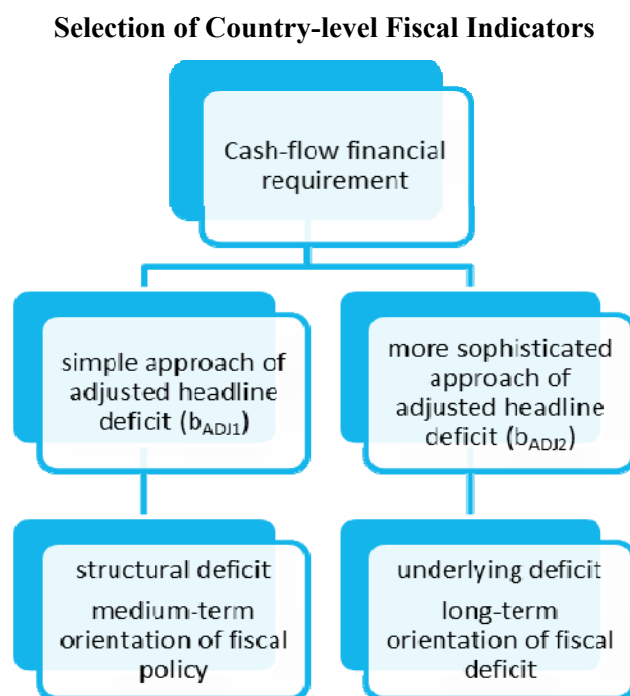 Selection of Country-level Fiscal Indicators
Cash-flow financial
requirement
simple approach of
adjusted headline
deficit (bADJ1)
more sophisticated
approach of
adjusted headline
deficit (bADJ2)
structural deficit
medium-term
orientation of fiscal
policy
underlying deficit
long-term
orientation of fiscal
deficit